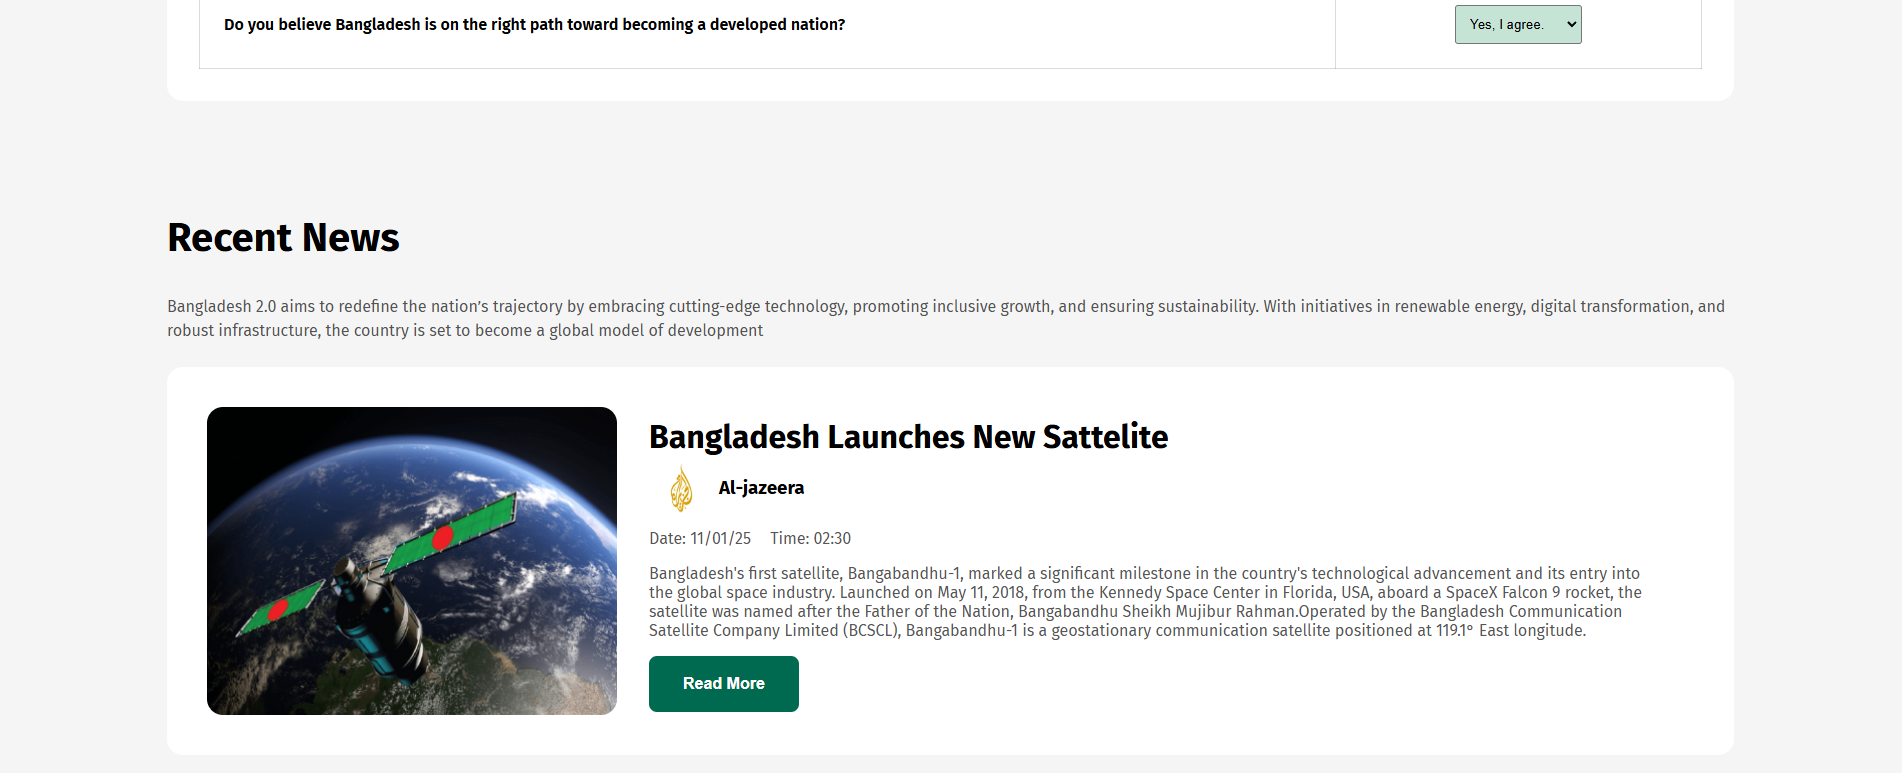 Do you believe Bangladesh is on the right path toward becoming a developed nation?
Yes, I agree.
Recent News
Bangladesh 2.0 aims to redefine the nation’s trajectory by embracing cutting-edge technology, promoting inclusive growth, and ensuring sustainability. With initiatives in renewable energy, digital transformation, and
robust infrastructure, the country is set to become a global model of development
Bangladesh Launches New Sattelite
Al-jazeera
Date: 11/01/25 Time: 02:30
Bangladesh's first satellite, Bangabandhu-1, marked a significant milestone in the country's technological advancement and its entry into
the global space industry. Launched on May 11, 2018, from the Kennedy Space Center in Florida, USA, aboard a SpaceX Falcon 9 rocket, the
satellite was named after the Father of the Nation, Bangabandhu Sheikh Mujibur Rahman.Operated by the Bangladesh Communication
Satellite Company Limited (BCSCL), Bangabandhu-1 is a geostationary communication satellite positioned at 119.1° East longitude.
Read More